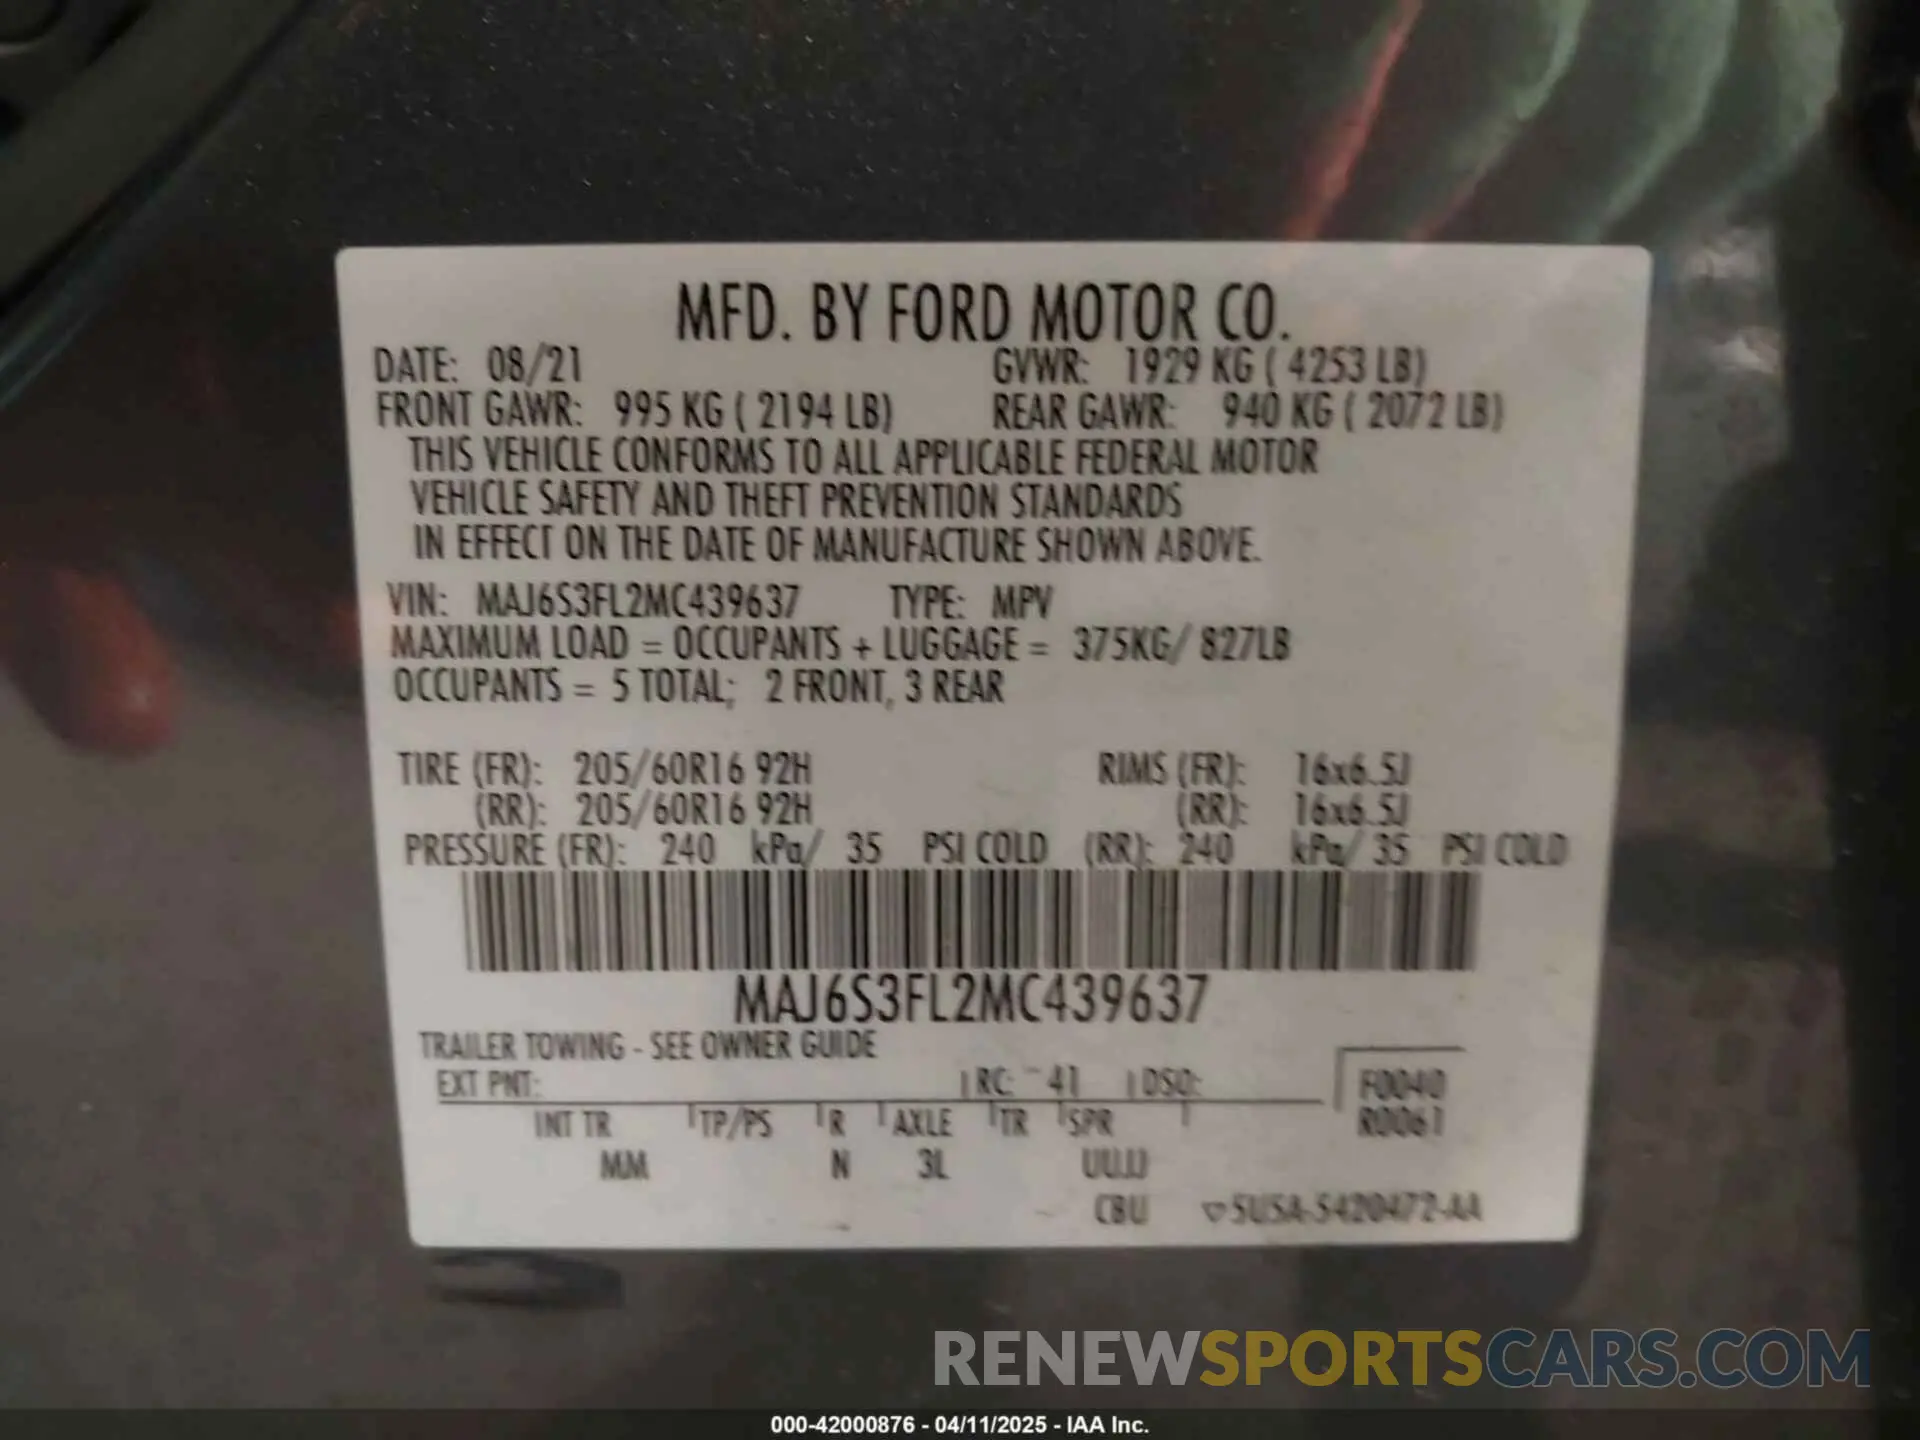 MFD. BY FORD MOTOR CO.
DATE: 08/21 GVWR: 1929 KG ( 4253 LB)
FRONT GAWR: 995 KG ( 2194 LB) REAR GAWR: 940 KG ( 2072 LB)
THIS VEHICLE CONFORMS TO ALL APPLICABLE FEDERAL MOTOR
VEHICLE SAFETY AND THEFT PREVENTION STANDARDS
IN EFFECT ON THE DATE OF MANUFACTURE SHOWN ABOVE.
VIN: MAJ6S3FL2MC439637 TYPE: MPV
MAXIMUM LOAD = OCCUPANTS + LUGGAGE = 375KG/ 827LB
OCCUPANTS = 5 TOTAL; 2 FRONT, 3 REAR
TIRE (FR): 205/60R16 92H RIMS (FR): 16x6.5J
(RR): 205/60R16 92H (RR): 16x6.5J
PRESSURE (FR): 240 kPa/ 35 PSI COLD (RR): 240 kPa/ 35 PSI COLD
MAJ6S3FL2MC439637
TRAILER TOWING - SEE OWNER GUIDE
EXT PNT: RC: 41 DSO: F0040
INT TR TP/PS R AXLE TR SPR R0061
MM N 3L UUJJ
CBU 5U5A-5420472-AA
RENEWSPORTSCARS.COM
000-42000876 - 04/11/2025 - IAA Inc.